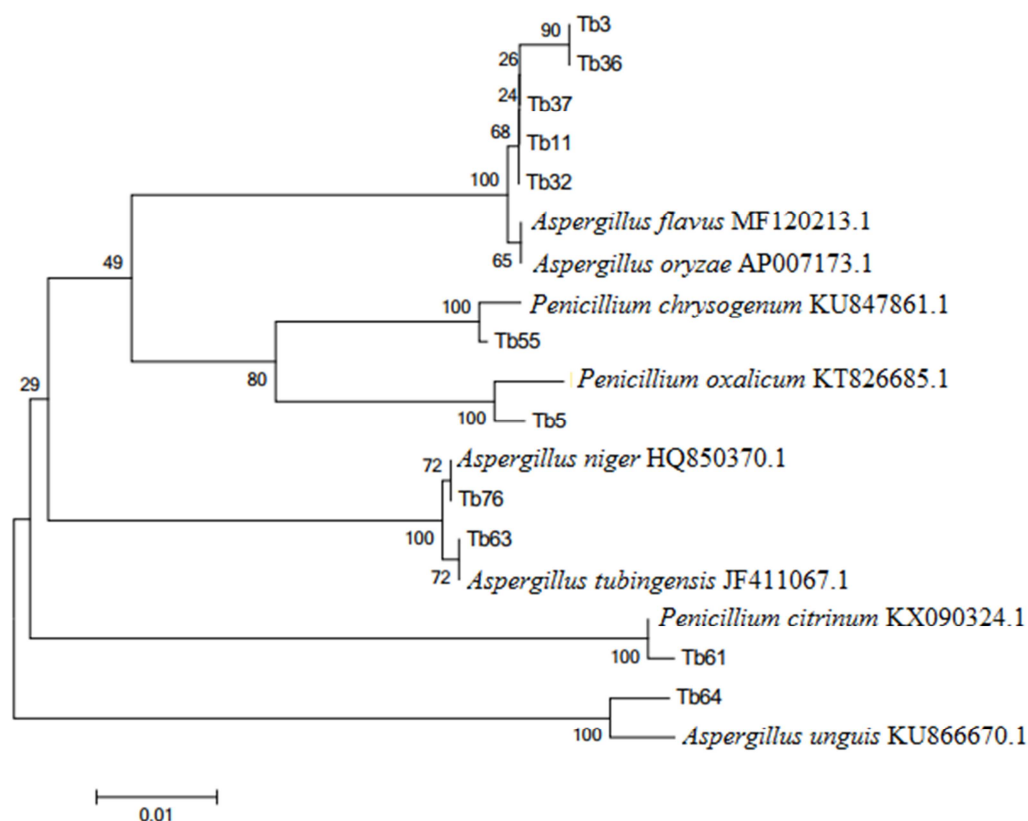 90 Tb3
Tb36
26
24 Tb37
68 Tb11
100 Tb32
Aspergillus flavus MF120213.1
65 Aspergillus oryzae AP007173.1
49
100 Penicillium chrysogenum KU847861.1
Tb55
80 Penicillium oxalicum KT826685.1
29
100 Tb5
72 Aspergillus niger HQ850370.1
Tb76
100 Tb63
72 Aspergillus tubingensis JF411067.1
Penicillium citrinum KX090324.1
100 Tb61
Tb64
100 Aspergillus unguis KU866670.1
0.01